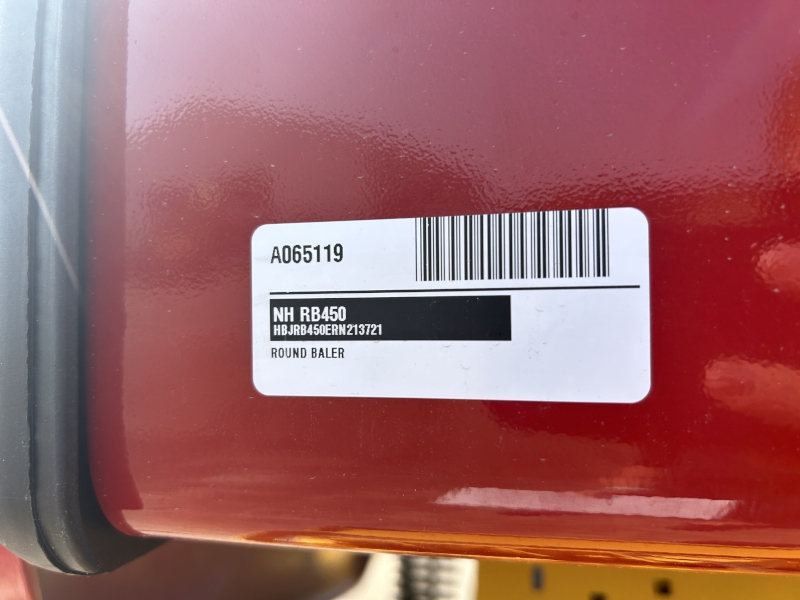 A065119
NH RB450
HBJRB450ERN213721
ROUND BALER